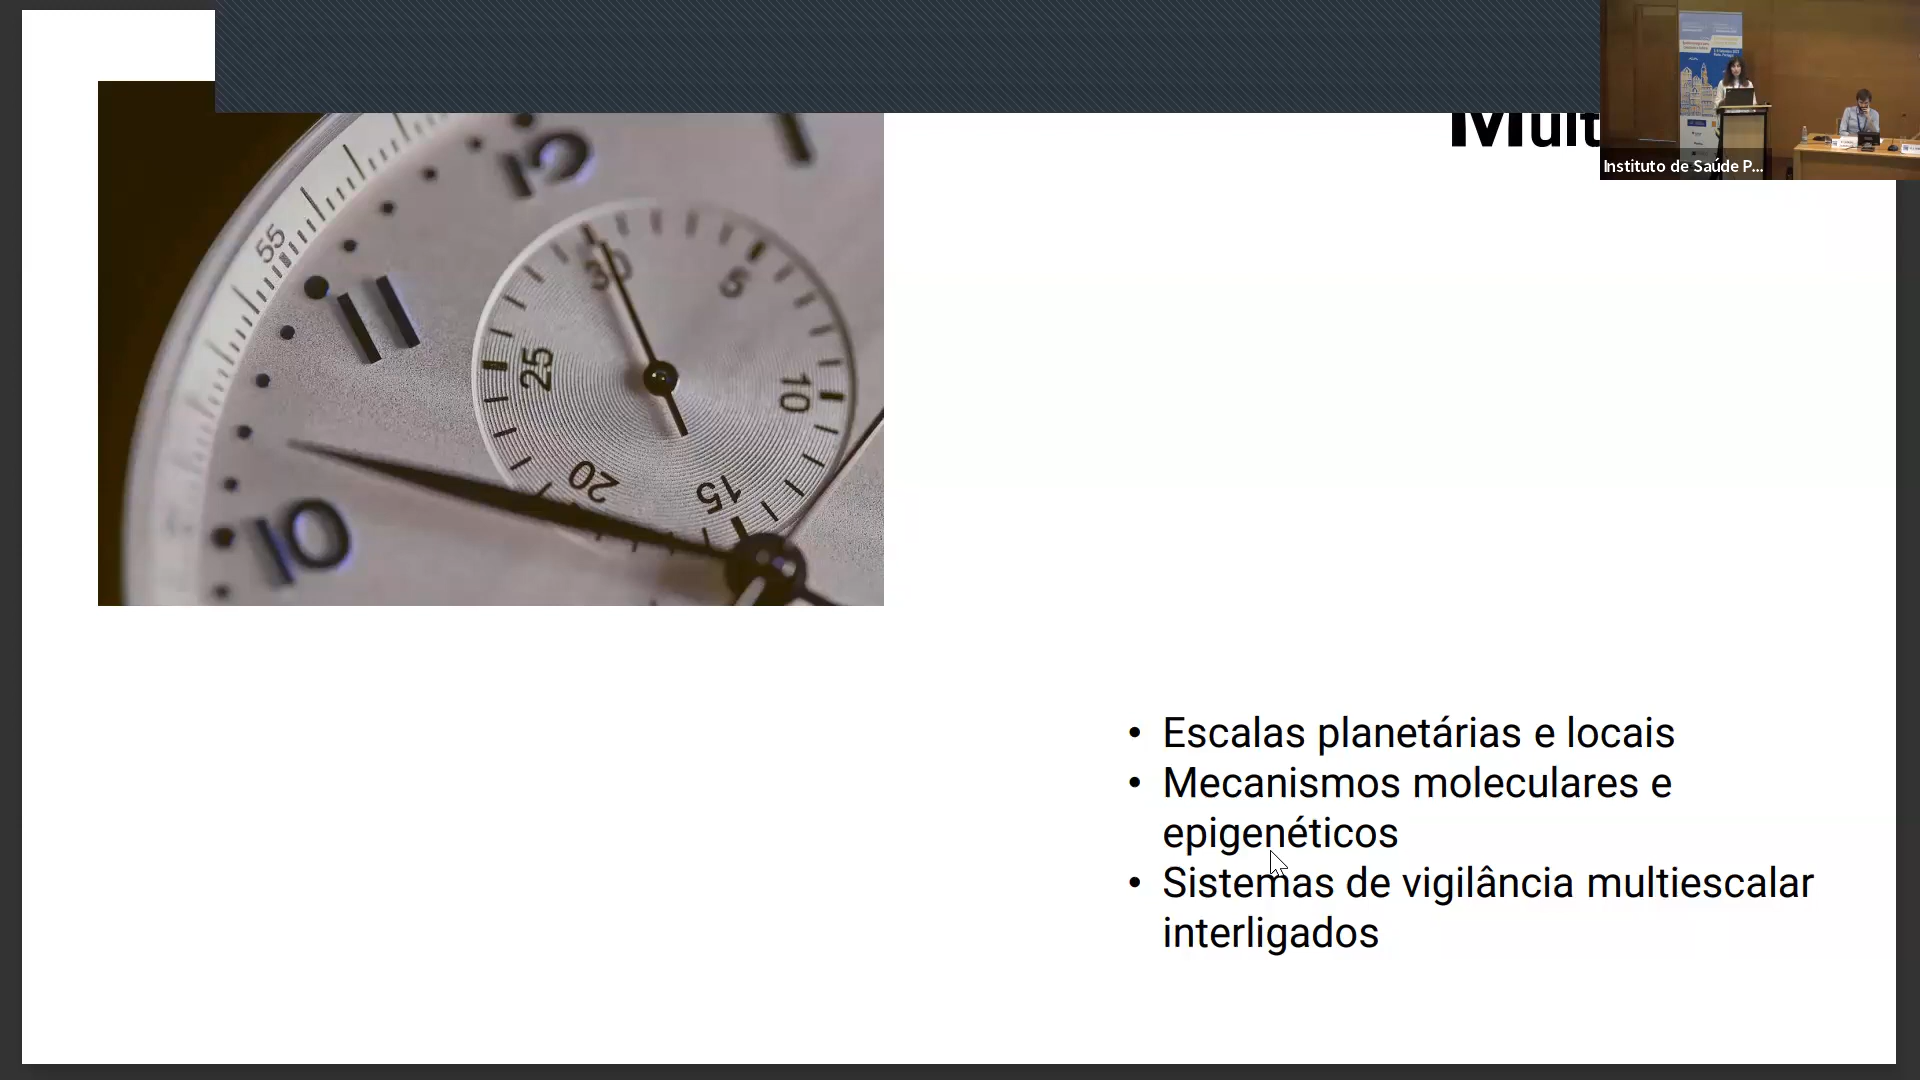 Mult
Instituto de Saúde P...
55
11
10
30
5
10
15
20
25
• Escalas planetárias e locais
• Mecanismos moleculares e
epigenéticos
• Sistemas de vigilância multiescalar
interligados